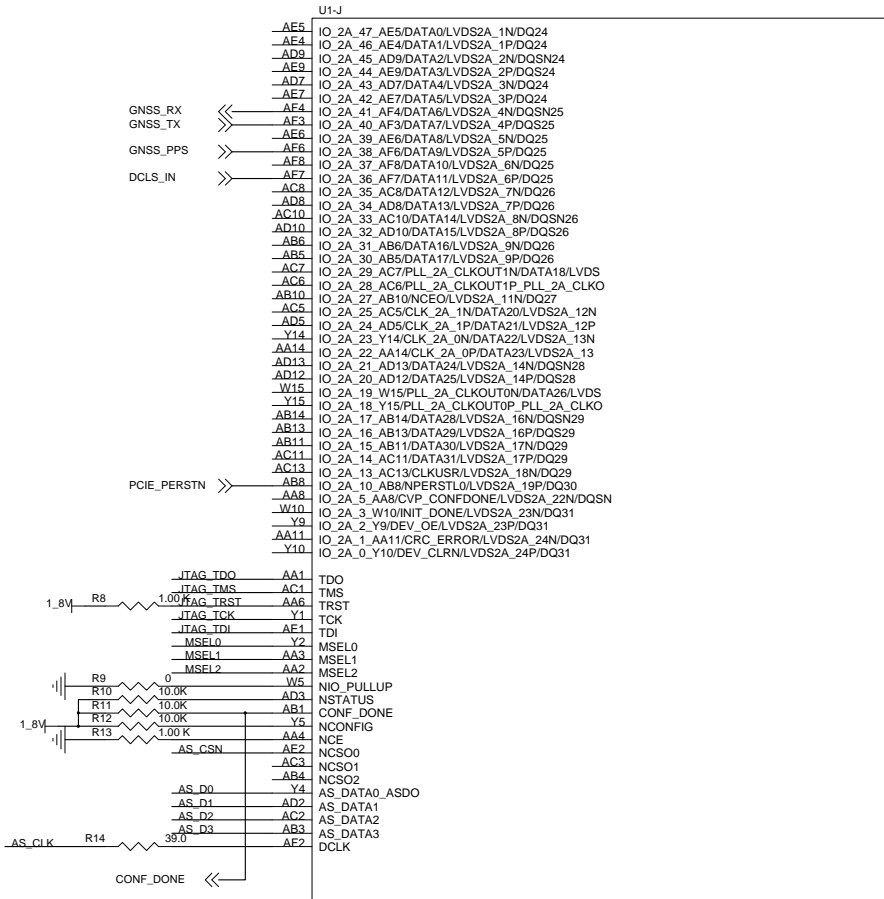 U1-J
AE5 IO_2A_47_AE5/DATA0/LVDS2A_1N/DQ24
AE4 IO_2A_46_AE4/DATA1/LVDS2A_1P/DQ24
AD9 IO_2A_45_AD9/DATA2/LVDS2A_2N/DQSN24
AE9 IO_2A_44_AE9/DATA3/LVDS2A_2P/DQS24
AD7 IO_2A_43_AD7/DATA4/LVDS2A_3N/DQ24
AE7 IO_2A_42_AE7/DATA5/LVDS2A_3P/DQ24
GNSS_RX AF4 IO_2A_41_AF4/DATA6/LVDS2A_4N/DQSN25
GNSS_TX AF3 IO_2A_40_AF3/DATA7/LVDS2A_4P/DQS25
AE6 IO_2A_39_AE6/DATA8/LVDS2A_5N/DQ25
GNSS_PPS AF6 IO_2A_38_AF6/DATA9/LVDS2A_5P/DQ25
AF8 IO_2A_37_AF8/DATA10/LVDS2A_6N/DQ25
DCLS_IN AF7 IO_2A_36_AF7/DATA11/LVDS2A_6P/DQ25
AC8 IO_2A_35_AC8/DATA12/LVDS2A_7N/DQ26
AD8 IO_2A_34_AD8/DATA13/LVDS2A_7P/DQ26
AC10 IO_2A_33_AC10/DATA14/LVDS2A_8N/DQSN26
AD10 IO_2A_32_AD10/DATA15/LVDS2A_8P/DQS26
AB6 IO_2A_31_AB6/DATA16/LVDS2A_9N/DQ26
AB5 IO_2A_30_AB5/DATA17/LVDS2A_9P/DQ26
AC7 IO_2A_29_AC7/PLL_2A_CLKOUT1N/DATA18/LVDS
AC6 IO_2A_28_AC6/PLL_2A_CLKOUT1P_PLL_2A_CLKO
AB10 IO_2A_27_AB10/NCEO/LVDS2A_11N/DQ27
AC5 IO_2A_25_AC5/CLK_2A_1N/DATA20/LVDS2A_12N
AD5 IO_2A_24_AD5/CLK_2A_1P/DATA21/LVDS2A_12P
Y14 IO_2A_23_Y14/CLK_2A_0N/DATA22/LVDS2A_13N
AA14 IO_2A_22_AA14/CLK_2A_0P/DATA23/LVDS2A_13
AD13 IO_2A_21_AD13/DATA24/LVDS2A_14N/DQSN28
AD12 IO_2A_20_AD12/DATA25/LVDS2A_14P/DQS28
W15 IO_2A_19_W15/PLL_2A_CLKOUT0N/DATA26/LVDS
Y15 IO_2A_18_Y15/PLL_2A_CLKOUT0P_PLL_2A_CLKO
AB14 IO_2A_17_AB14/DATA28/LVDS2A_16N/DQSN29
AB13 IO_2A_16_AB13/DATA29/LVDS2A_16P/DQS29
AB11 IO_2A_15_AB11/DATA30/LVDS2A_17N/DQ29
AC11 IO_2A_14_AC11/DATA31/LVDS2A_17P/DQ29
AC13 IO_2A_13_AC13/CLKUSR/LVDS2A_18N/DQ29
PCIE_PERSTN AB8 IO_2A_10_AB8/NPERSTL0/LVDS2A_19P/DQ30
AA8 IO_2A_5_AA8/CVP_CONFDONE/LVDS2A_22N/DQSN
W10 IO_2A_3_W10/INIT_DONE/LVDS2A_23N/DQ31
Y9 IO_2A_2_Y9/DEV_OE/LVDS2A_23P/DQ31
AA11 IO_2A_1_AA11/CRC_ERROR/LVDS2A_24N/DQ31
Y10 IO_2A_0_Y10/DEV_CLRN/LVDS2A_24P/DQ31
JTAG_TDO AA1 TDO
JTAG_TMS AC1 TMS
1_8V R8 1.00 K JTAG_TRST AA6 TRST
JTAG_TCK Y1 TCK
JTAG_TDI AE1 TDI
MSEL0 Y2 MSEL0
MSEL1 AA3 MSEL1
MSEL2 AA2 MSEL2
R9 0 W5 NIO_PULLUP
R10 10.0K AD3 NSTATUS
R11 10.0K AB1 CONF_DONE
1_8V R12 10.0K Y5 NCONFIG
R13 1.00 K AA4 NCE
AS_CSN AE2 NCSO0
AC3 NCSO1
AB4 NCSO2
AS_D0 Y4 AS_DATA0_ASDO
AS_D1 AD2 AS_DATA1
AS_D2 AC2 AS_DATA2
AS_D3 AB3 AS_DATA3
AS_CLK R14 39.0 AF2 DCLK
CONF_DONE